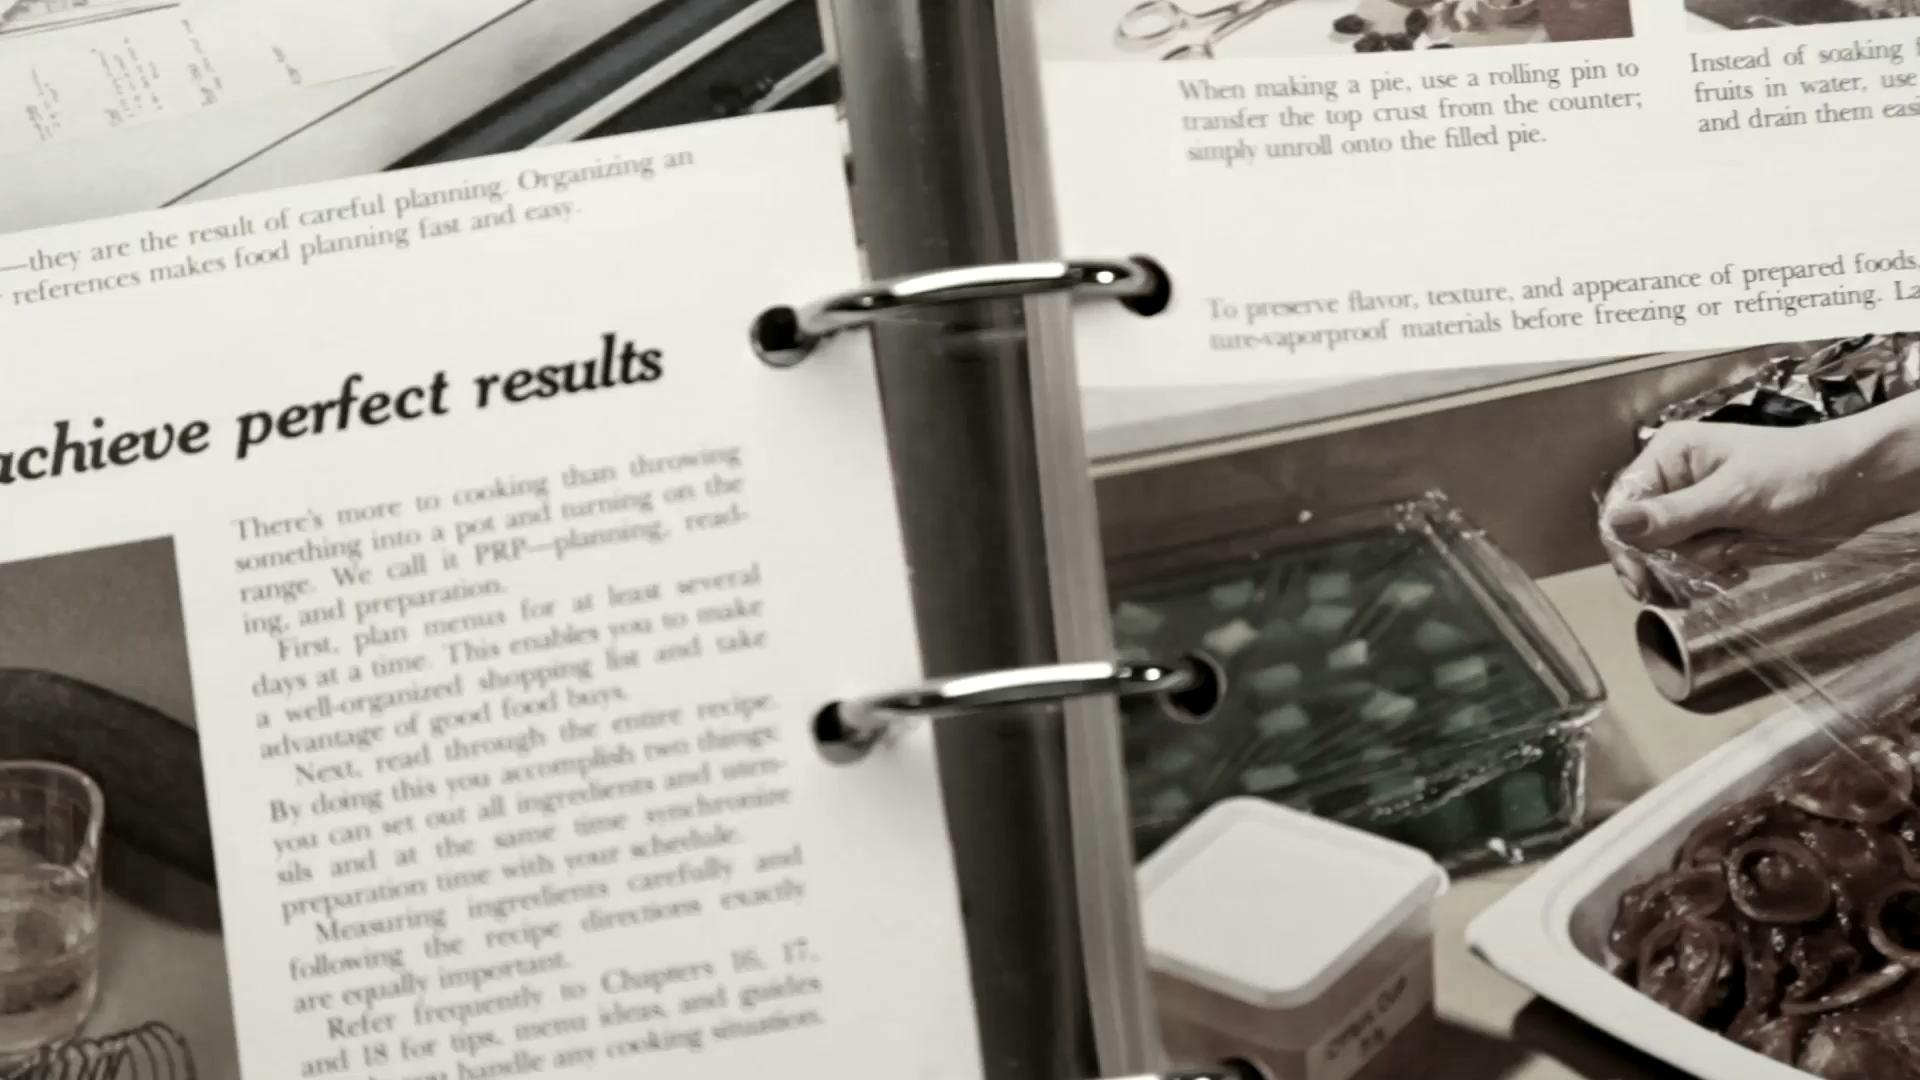 —they are the result of careful planning. Organizing an
references makes food planning fast and easy.
achieve perfect results
There's more to cooking than throwing
something into a pot and turning on the
range. We call it PRP—planning, read-
ing, and preparation.
First, plan menus for at least several
days at a time. This enables you to make
a well-organized shopping list and take
advantage of good food buys.
Next, read through the entire recipe.
By doing this you accomplish two things:
you can set out all ingredients and uten-
sils and at the same time synchronize
preparation time with your schedule.
Measuring ingredients carefully and
following the recipe directions exactly
are equally important.
Refer frequently to Chapters 16, 17,
and 18 for tips, menu ideas, and guides
you handle any cooking situation.
When making a pie, use a rolling pin to
transfer the top crust from the counter;
simply unroll onto the filled pie.
Instead of soaking
fruits in water, use
and drain them
To preserve flavor, texture, and appearance of prepared foods,
ture-vaporproof materials before freezing or refrigerating.